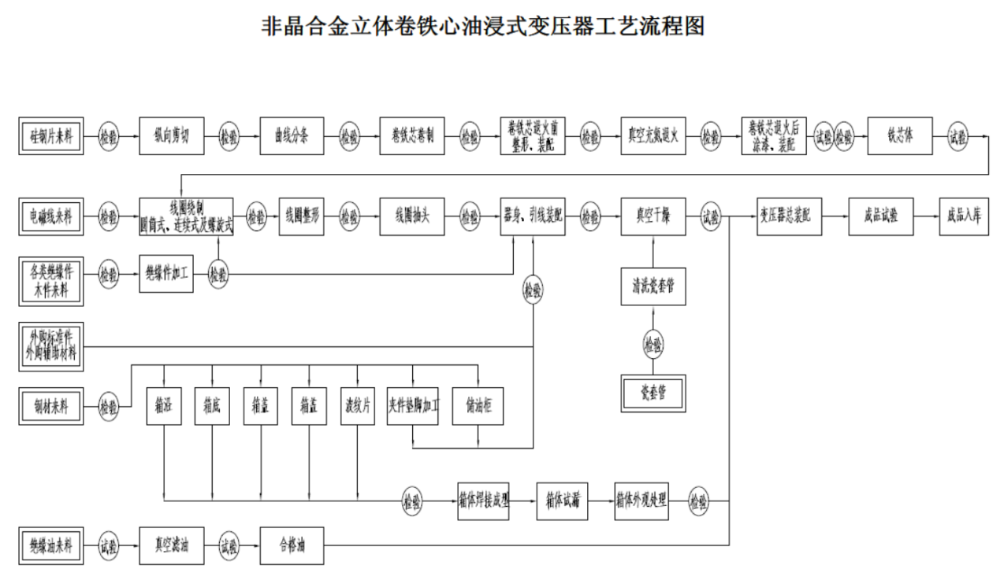 非晶合金立体卷铁心油浸式变压器工艺流程图
硅钢片来料
检验
纵向剪切
检验
曲线分条
检验
卷铁芯卷制
检验
卷铁芯退火前
整形、装配
检验
真空充氮退火
检验
卷铁芯退火后
涂漆、装配
试验
检验
铁芯体
试验
电磁线来料
检验
线圈绕制
圆筒式、连续式及螺旋式
检验
线圈整形
检验
线圈抽头
检验
器身、引线装配
检验
真空干燥
试验
变压器总装配
成品试验
成品入库
各类绝缘件
木件来料
检验
绝缘件加工
检验
检验
清洗瓷套管
外购标准件
外购辅助材料
检验
钢材来料
检验
箱沿
箱底
箱盖
箱盖
波纹片
夹件垫脚加工
储油柜
瓷套管
检验
箱体焊接成型
箱体试漏
箱体外观处理
检验
绝缘油来料
试验
真空滤油
试验
合格油